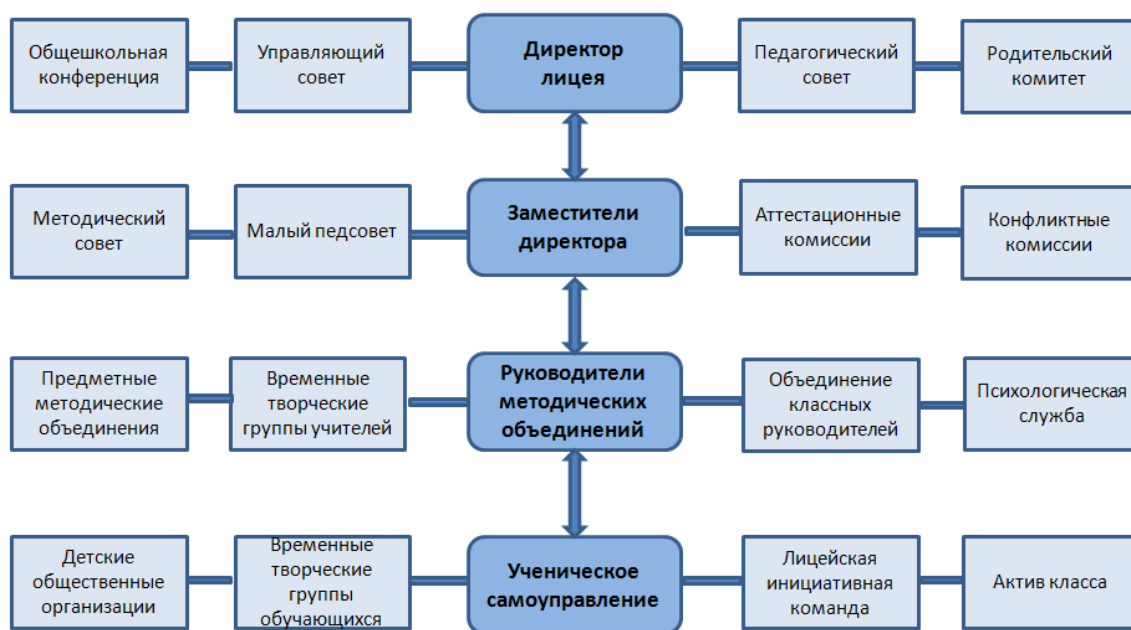 Общешкольная
конференция
Управляющий
совет
Директор
лицея
Педагогический
совет
Родительский
комитет
Методический
совет
Малый педсовет
Заместители
директора
Аттестационные
комиссии
Конфликтные
комиссии
Предметные
методические
объединения
Временные
творческие
группы учителей
Руководители
методических
объединений
Объединение
классных
руководителей
Психологическая
служба
Детские
общественные
организации
Временные
творческие
группы
обучающихся
Ученическое
самоуправление
Лицейская
инициативная
команда
Актив класса